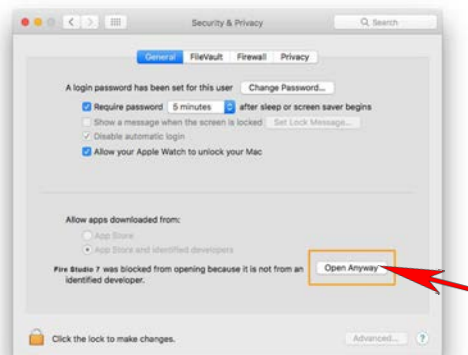 Security & Privacy
Search
General FileVault Firewall Privacy
A login password has been set for this user Change Password...
Require password 5 minutes after sleep or screen saver begins
Show a message when the screen is locked Set Lock Message...
Disable automatic login
Allow your Apple Watch to unlock your Mac
Allow apps downloaded from:
App Store
App Store and identified developers
Fire Studio 7 was blocked from opening because it is not from an Open Anyway
identified developer.
Click the lock to make changes.
Advanced... ?